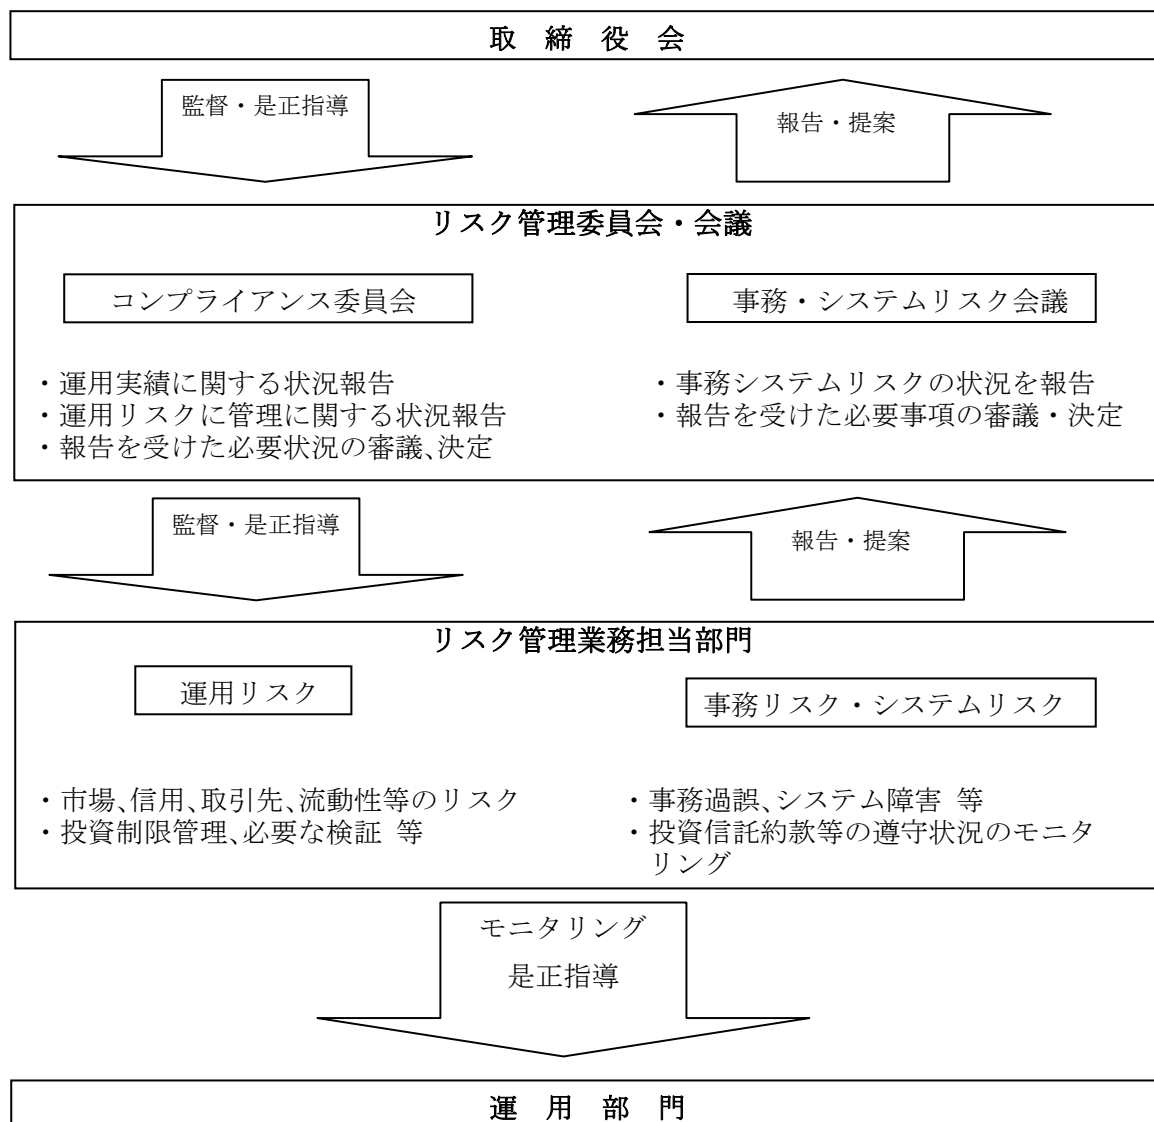 取 締 役 会
監督・是正指導
報告・提案
リスク管理委員会・会議
コンプライアンス委員会
・運用実績に関する状況報告
・運用リスクに管理に関する状況報告
・報告を受けた必要状況の審議、決定
事務・システムリスク会議
・事務システムリスクの状況を報告
・報告を受けた必要事項の審議・決定
監督・是正指導
報告・提案
リスク管理業務担当部門
運用リスク
・市場、信用、取引先、流動性等のリスク
・投資制限管理、必要な検証 等
事務リスク・システムリスク
・事務過誤、システム障害 等
・投資信託約款等の遵守状況のモニタ
リング
モニタリング
是正指導
運 用 部 門